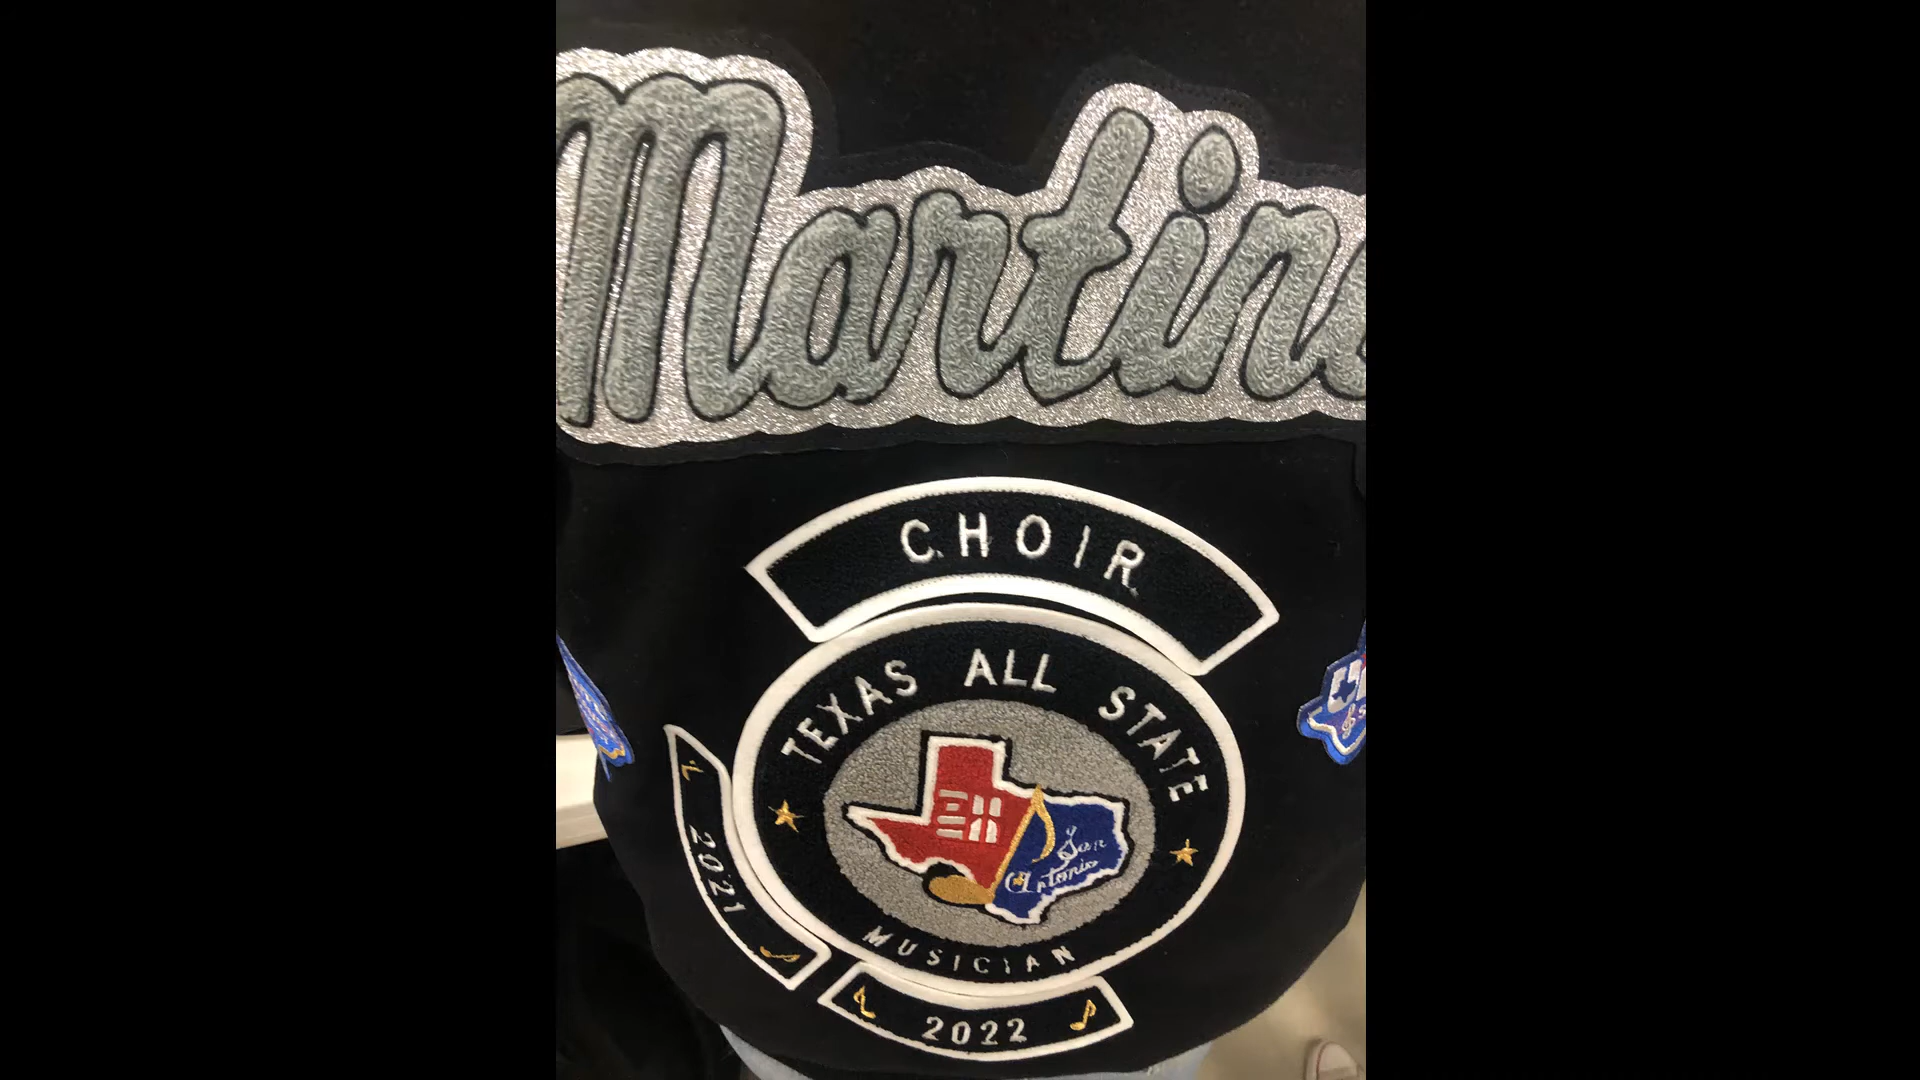 Martin
CHOIR
TEXAS ALL STATE
San
Antonio
MUSICIAN
2021
2022